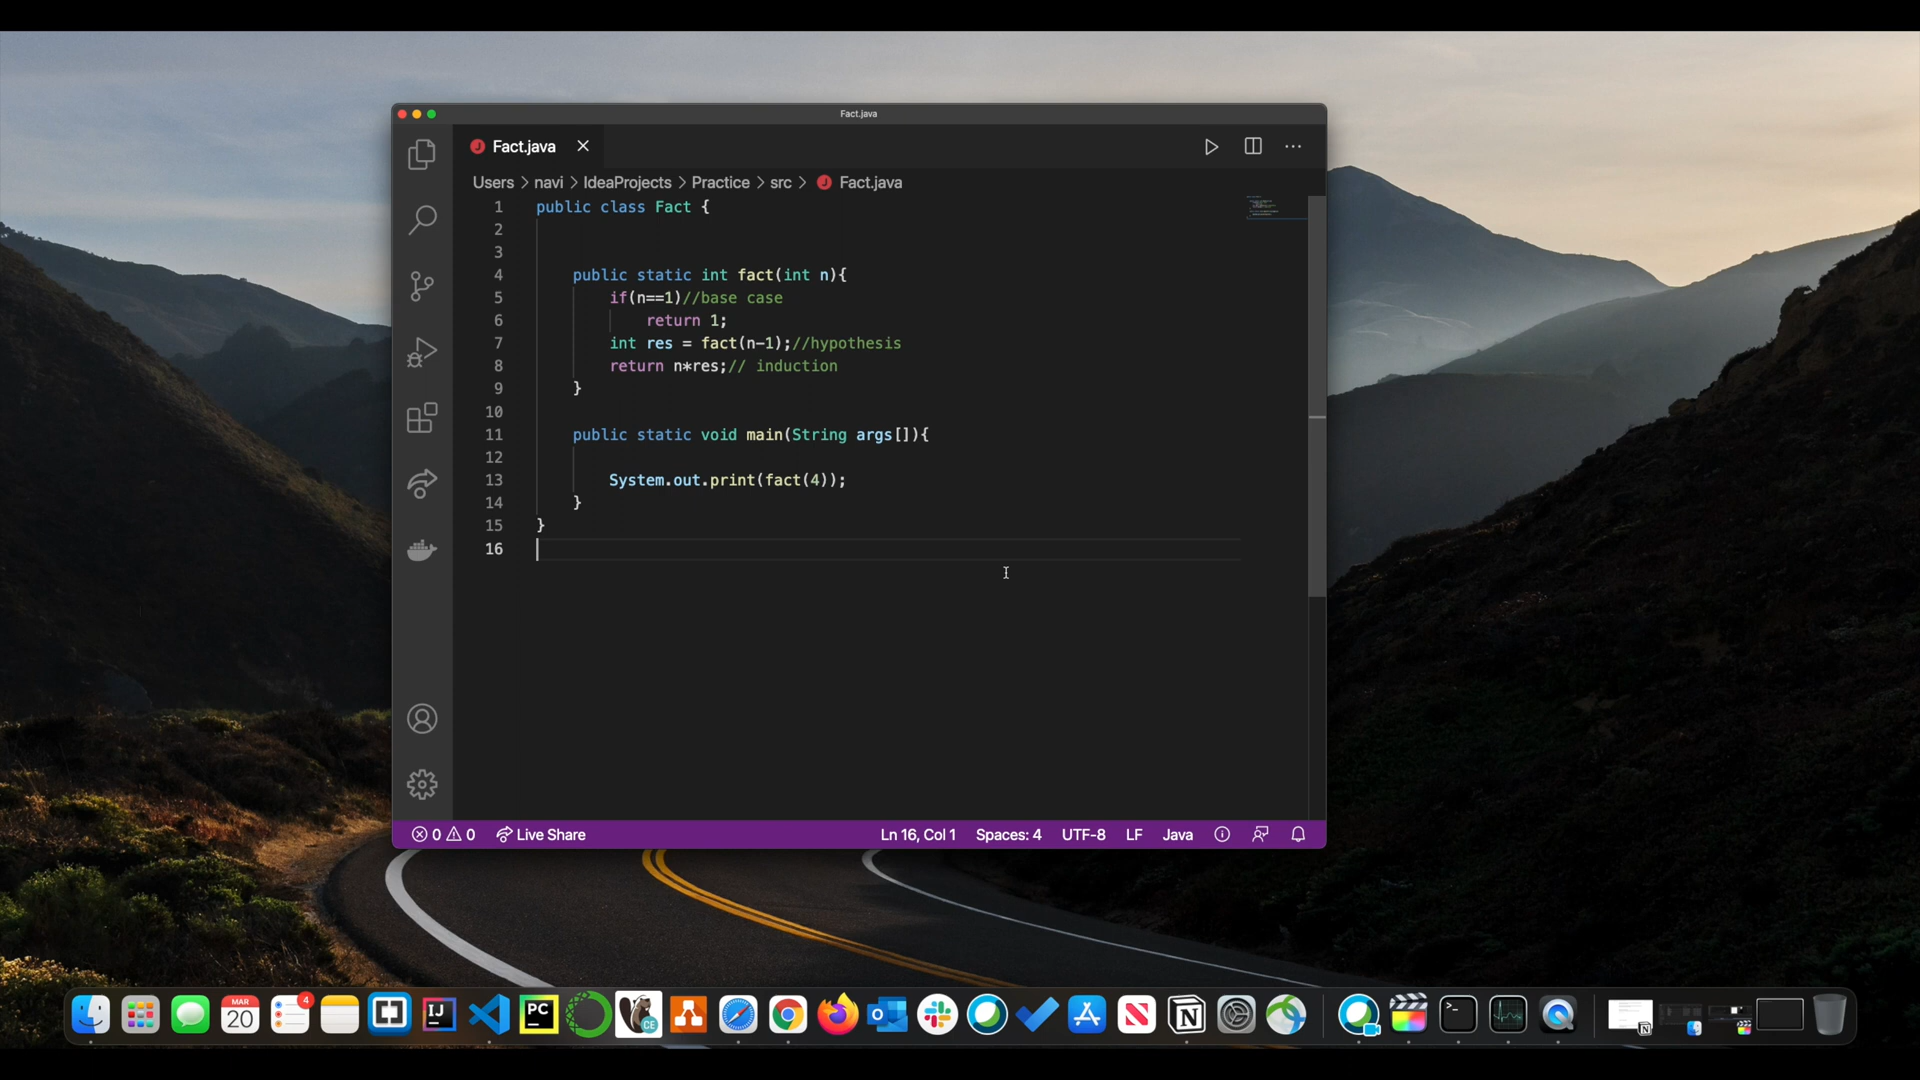 Fact.java
Fact.java
Users > navi > IdeaProjects > Practice > src > Fact.java
1 public class Fact {
2
3
4 public static int fact(int n){
5 if(n==1)//base case
6 return 1;
7 int res = fact(n-1);//hypothesis
8 return n*res;// induction
9 }
10
11 public static void main(String args[]){
12
13 System.out.print(fact(4));
14 }
15 }
16
0 0 Live Share Ln 16, Col 1 Spaces: 4 UTF-8 LF Java
MAR
20
4
IJ
PC
CE